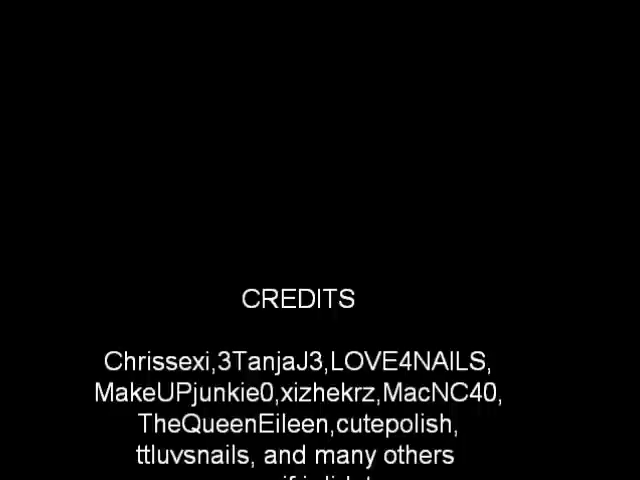 CREDITS
Chrissexi,3TanjaJ3,LOVE4NAILS,
MakeUPjunkie0,xizhekrz,MacNC40,
TheQueenEileen,cutepolish,
ttluvsnails, and many others